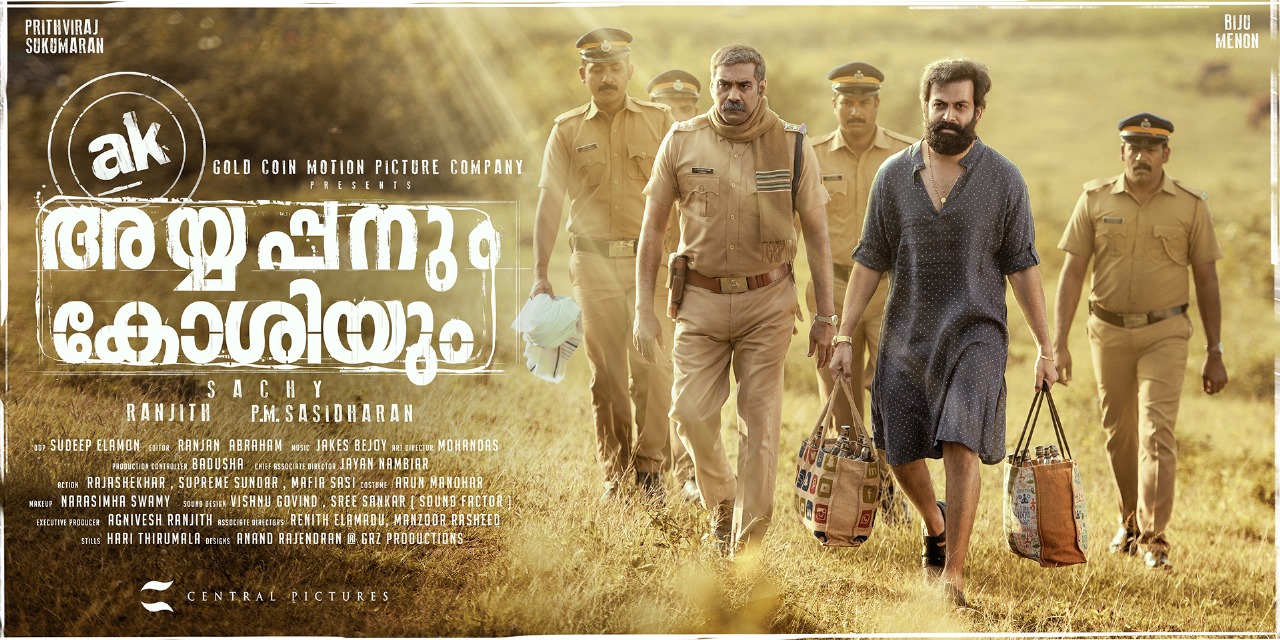 PRITHVIRAJ
SUKUMARAN
BIJU
MENON
ak
GOLD COIN MOTION PICTURE COMPANY
PRESENTS
അയ്യപ്പനും
കോശിയും
SACHY
RANJITH P.M. SASIDHARAN
DOP SUDEEP ELAMON EDITOR RANJAN ABRAHAM MUSIC JAKES BEJOY ART DIRECTOR MOHANDAS
PRODUCTION CONTROLLER BADUSHA CHIEF ASSOCIATE DIRECTOR JAYAN NAMBIAR
ACTION RAJASHEKHAR , SUPREME SUNDAR , MAFIA SASI COSTUME ARUN MANOHAR
MAKEUP NARASIMHA SWAMY SOUND DESIGN VISHNU GOVIND , SREE SANKAR [ SOUND FACTOR ]
EXECUTIVE PRODUCER AGNIVESH RANJITH ASSOCIATE DIRECTORS RENITH ELAMADU, MANZOOR RASHEED
STILLS HARI THIRUMALA DESIGNS ANAND RAJENDRAN @ GRZ PRODUCTIONS
CENTRAL PICTURES